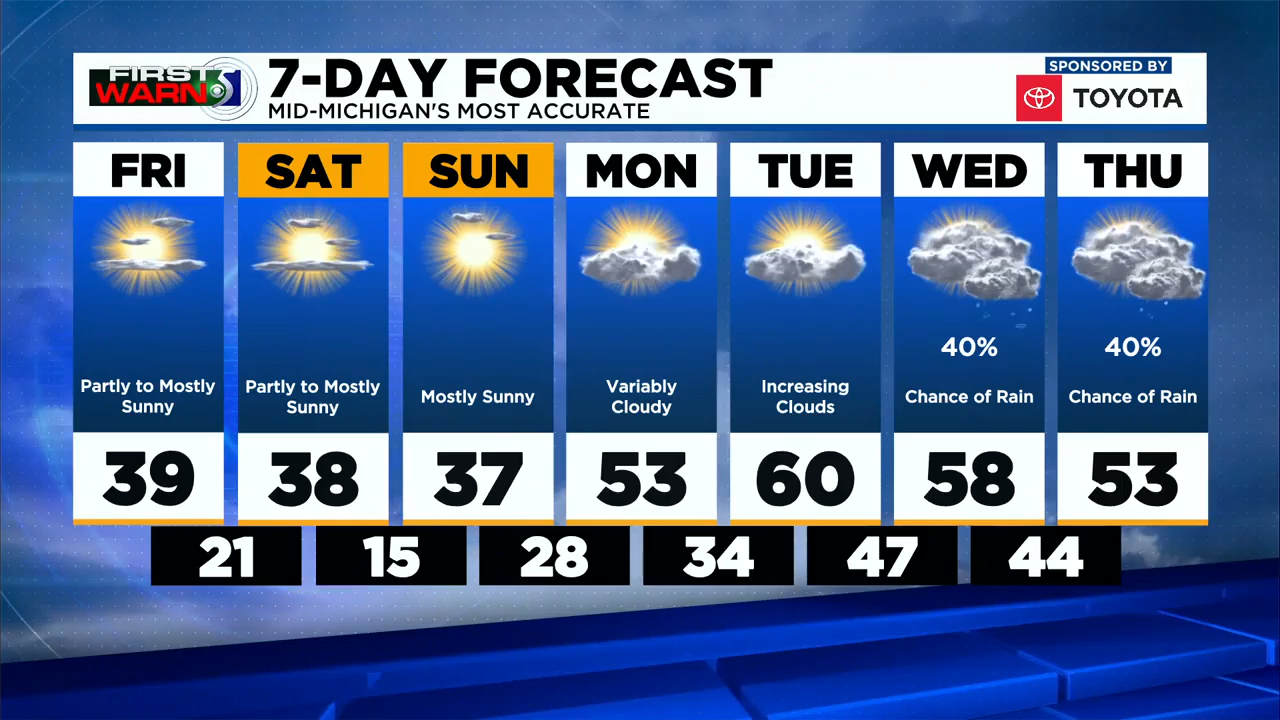 FIRST
WARN 5
7-DAY FORECAST
MID-MICHIGAN'S MOST ACCURATE
SPONSORED BY
TOYOTA
FRI
SAT
SUN
MON
TUE
WED
THU
40%
40%
Partly to Mostly
Sunny
Partly to Mostly
Sunny
Mostly Sunny
Variably
Cloudy
Increasing
Clouds
Chance of Rain
Chance of Rain
39
38
37
53
60
58
53
21
15
28
34
47
44